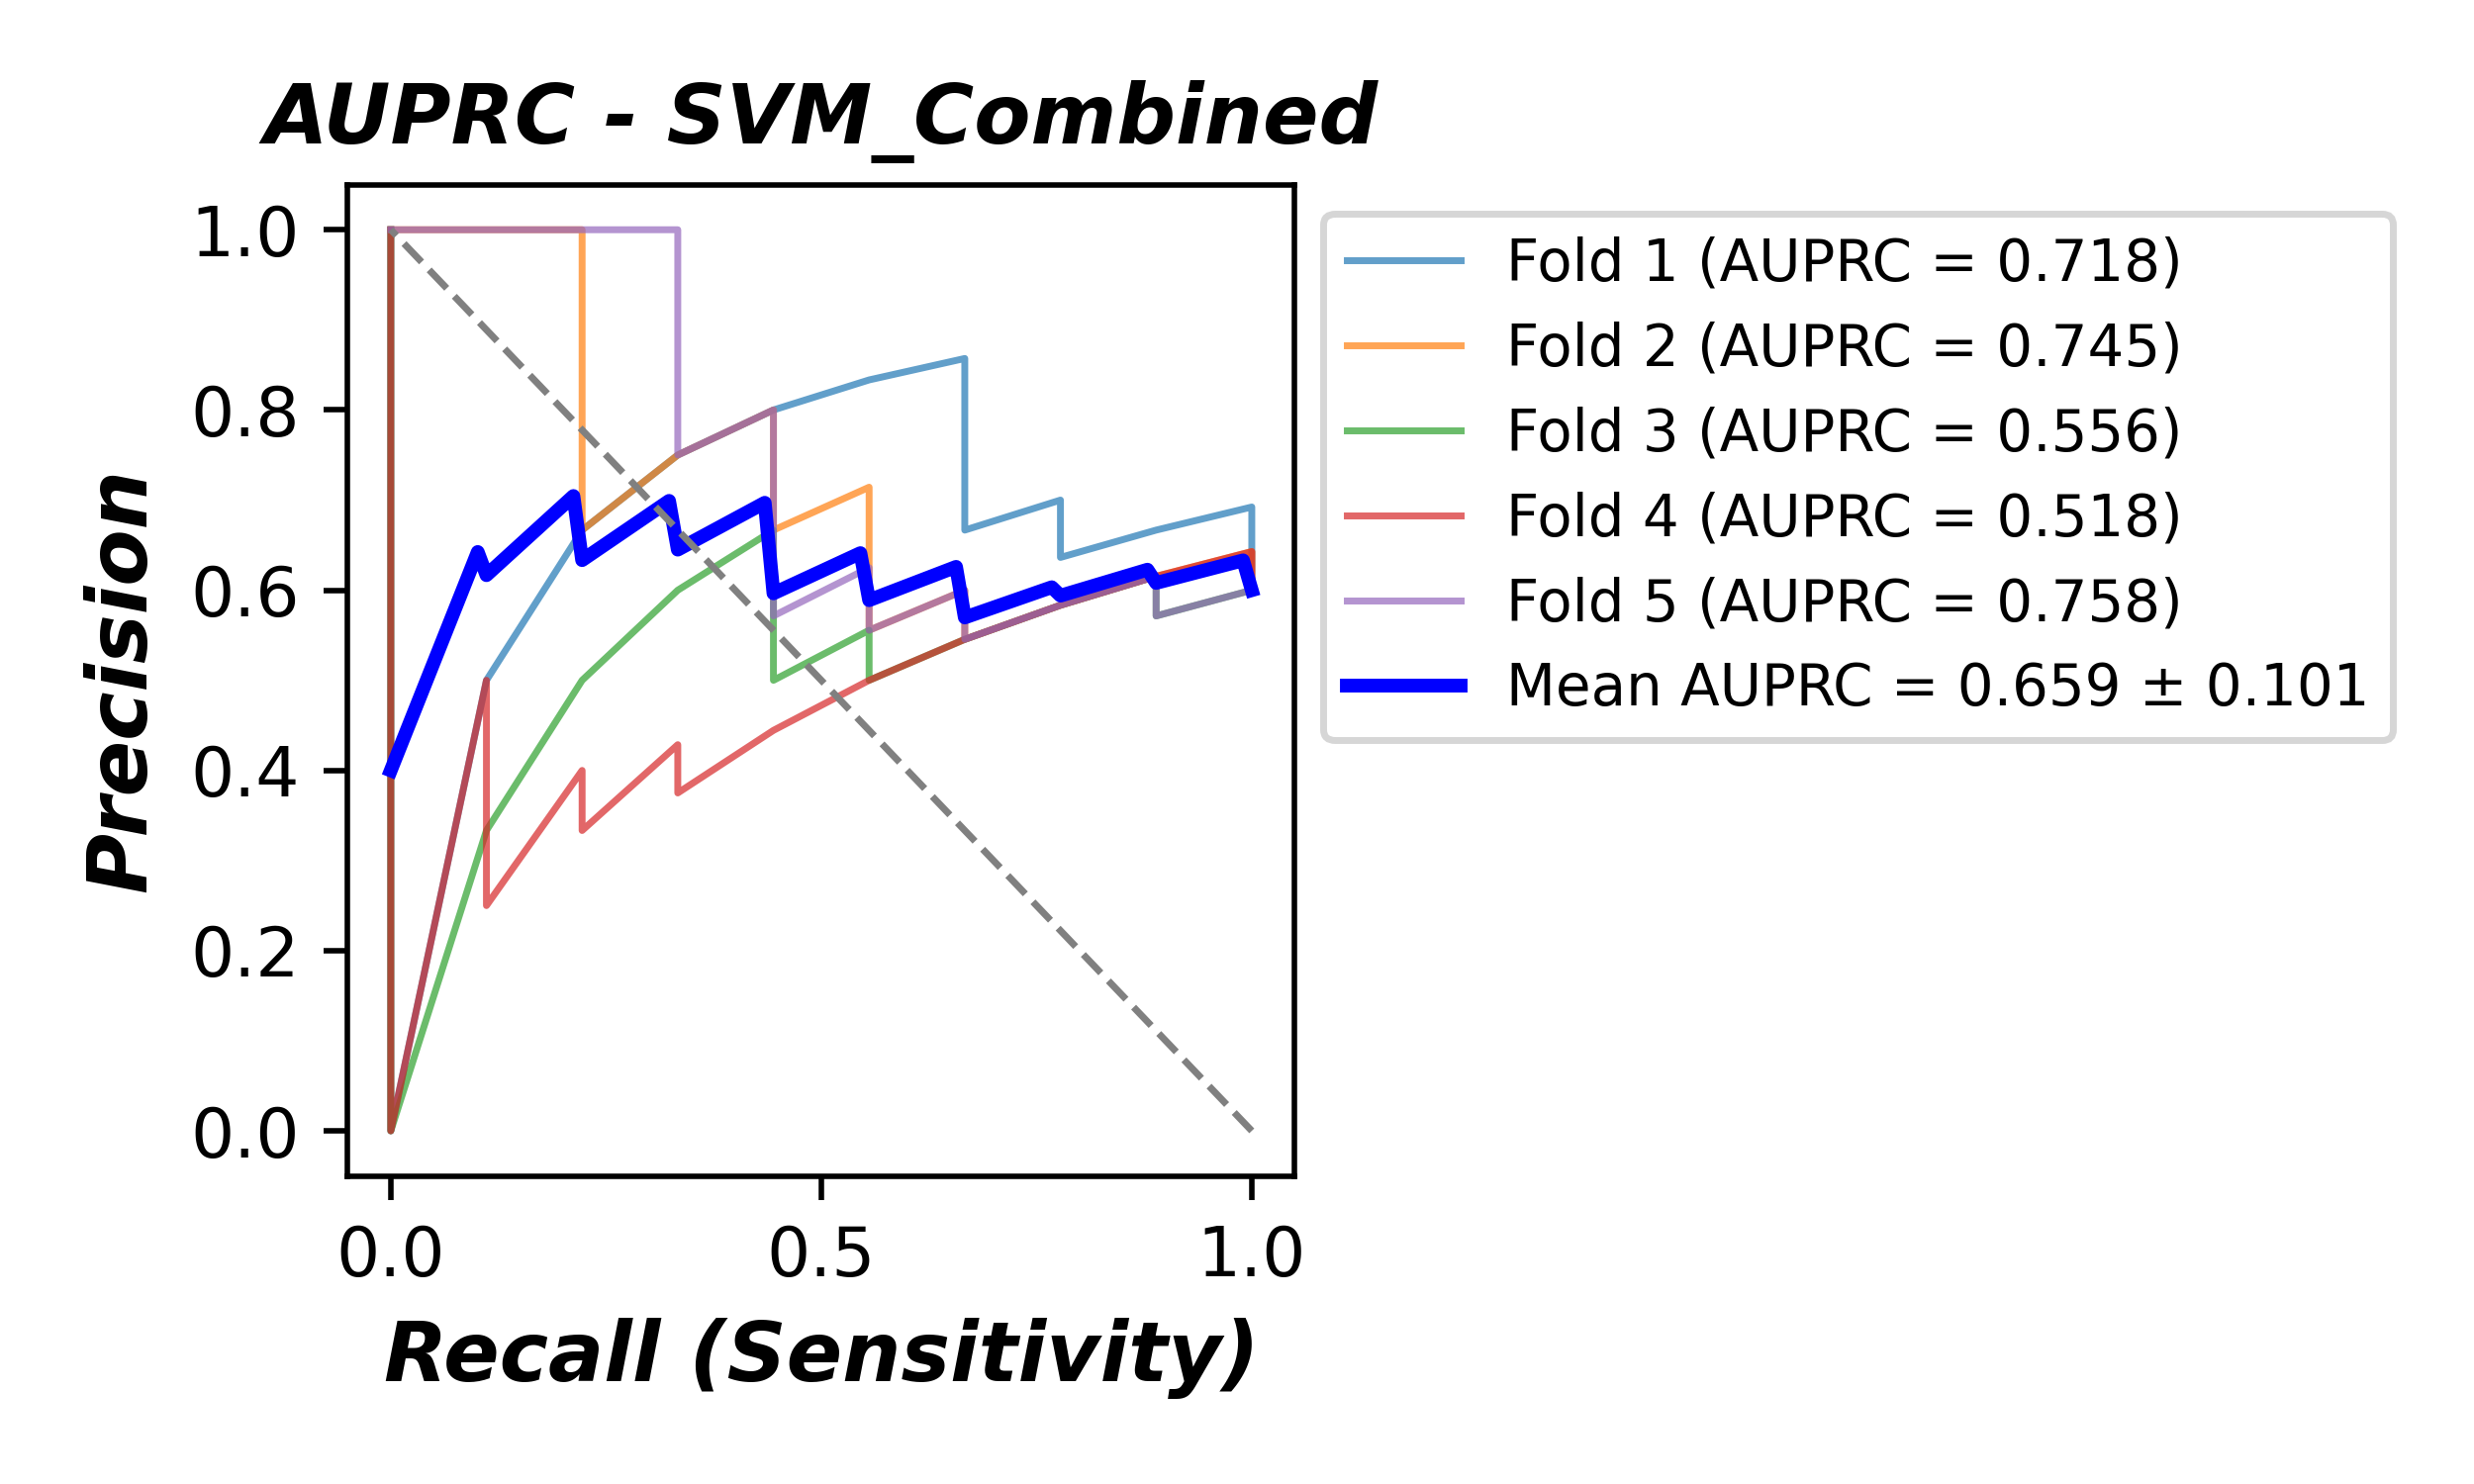 AUPRC - SVM_Combined
Precision
1.0
0.8
0.6
0.4
0.2
0.0
0.0 0.5 1.0
Recall (Sensitivity)
Fold 1 (AUPRC = 0.718)
Fold 2 (AUPRC = 0.745)
Fold 3 (AUPRC = 0.556)
Fold 4 (AUPRC = 0.518)
Fold 5 (AUPRC = 0.758)
Mean AUPRC = 0.659 ± 0.101